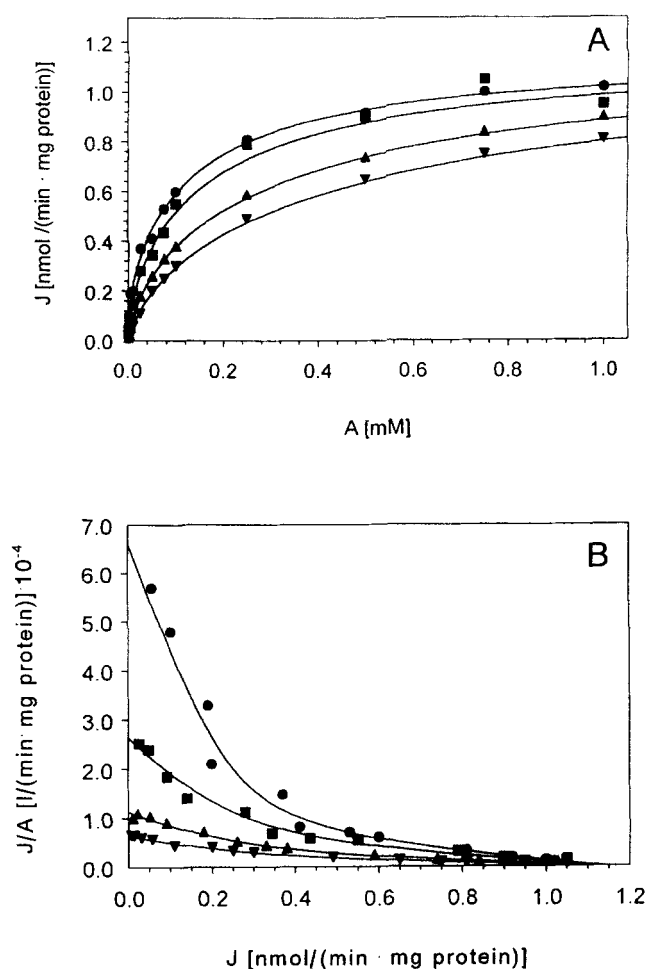 A
J [nmol/(min · mg protein)]
1.2
1.0
0.8
0.6
0.4
0.2
0.0
0.0 0.2 0.4 0.6 0.8 1.0
A [mM]
B
J/A [l/(min · mg protein)] · 10⁻⁴
7.0
6.0
5.0
4.0
3.0
2.0
1.0
0.0
0.0 0.2 0.4 0.6 0.8 1.0 1.2
J [nmol/(min · mg protein)]